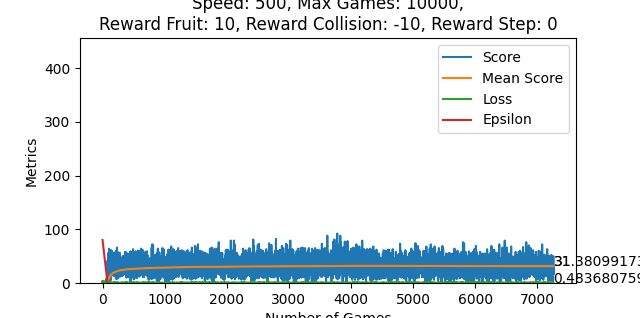 Speed: 500, Max Games: 10000,
Reward Fruit: 10, Reward Collision: -10, Reward Step: 0
Score
Mean Score
Loss
Epsilon
Metrics
400
300
200
100
0
31.38099173
0.483680759
0 1000 2000 3000 4000 5000 6000 7000
Number of Games